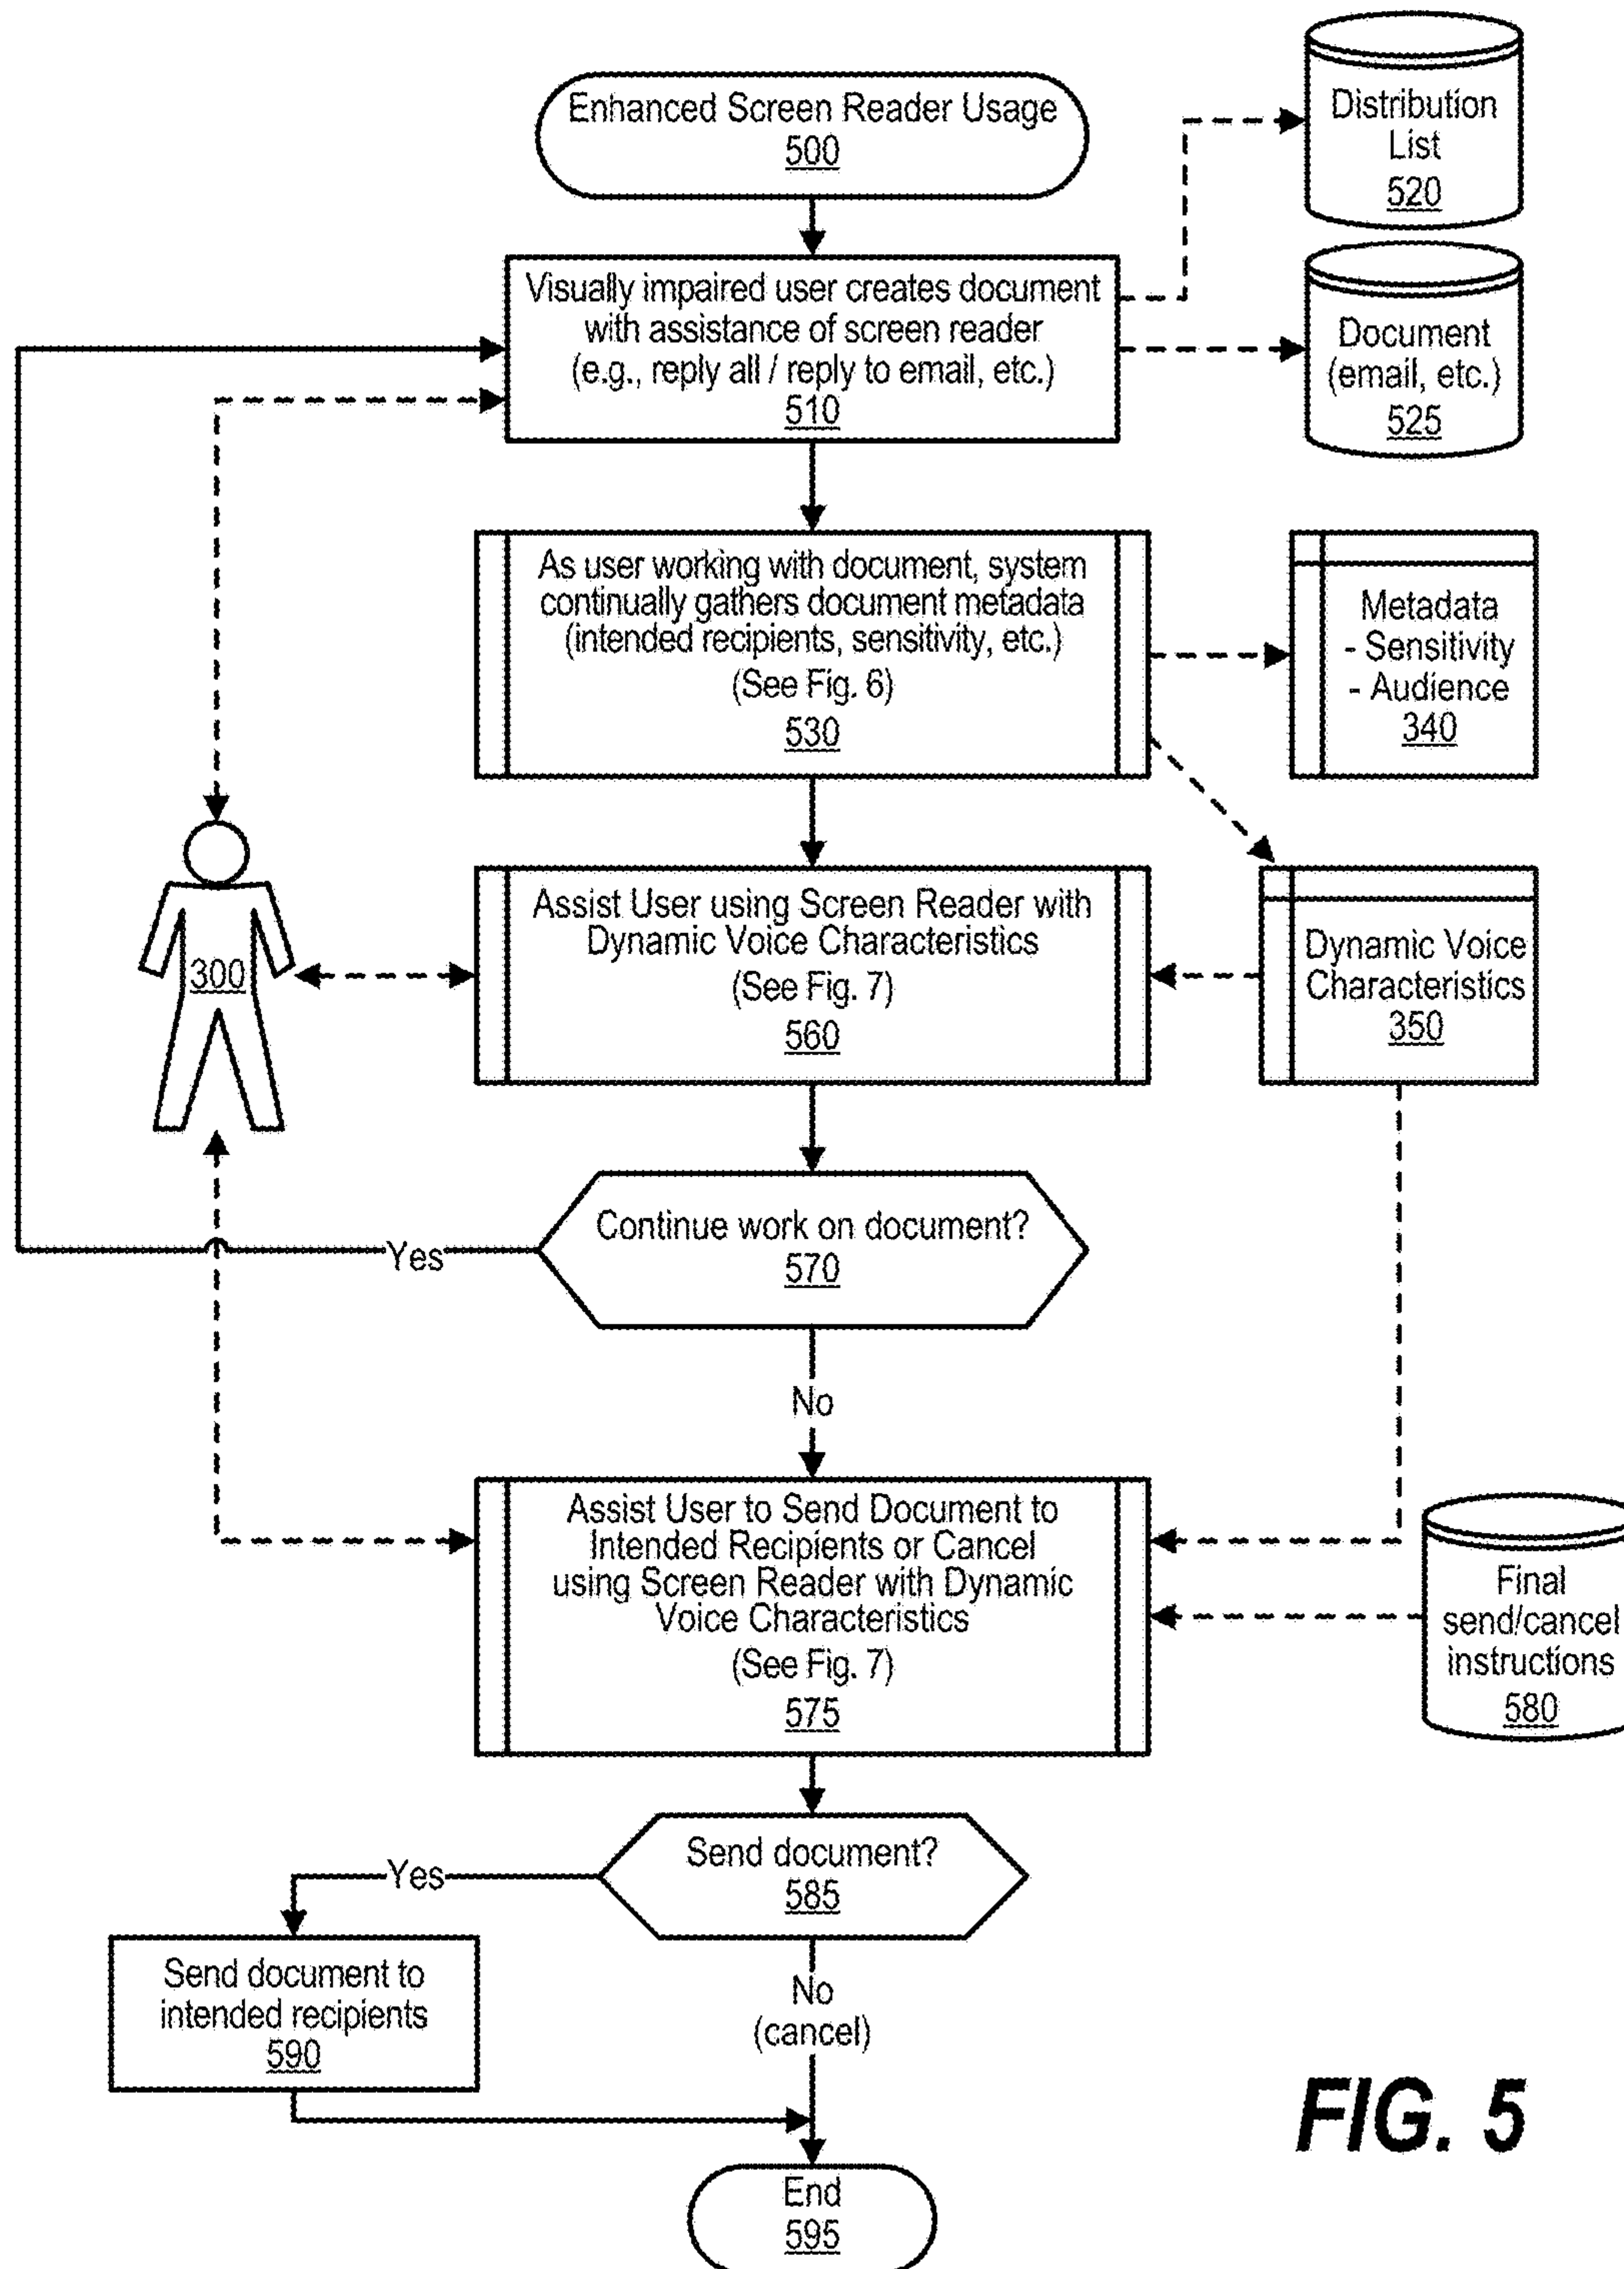 Enhanced Screen Reader Usage
500
Distribution
List
520
Visually impaired user creates document
with assistance of screen reader
(e.g., reply all / reply to email, etc.)
510
Document
(email, etc.)
525
As user working with document, system
continually gathers document metadata
(intended recipients, sensitivity, etc.)
(See Fig. 6)
530
Metadata
- Sensitivity
- Audience
340
300
Assist User using Screen Reader with
Dynamic Voice Characteristics
(See Fig. 7)
560
Dynamic Voice
Characteristics
350
Continue work on document?
570
Yes
No
Assist User to Send Document to
Intended Recipients or Cancel
using Screen Reader with Dynamic
Voice Characteristics
(See Fig. 7)
575
Final
send/cancel
instructions
580
Send document?
585
Yes
Send document to
intended recipients
590
No
(cancel)
End
595
FIG. 5